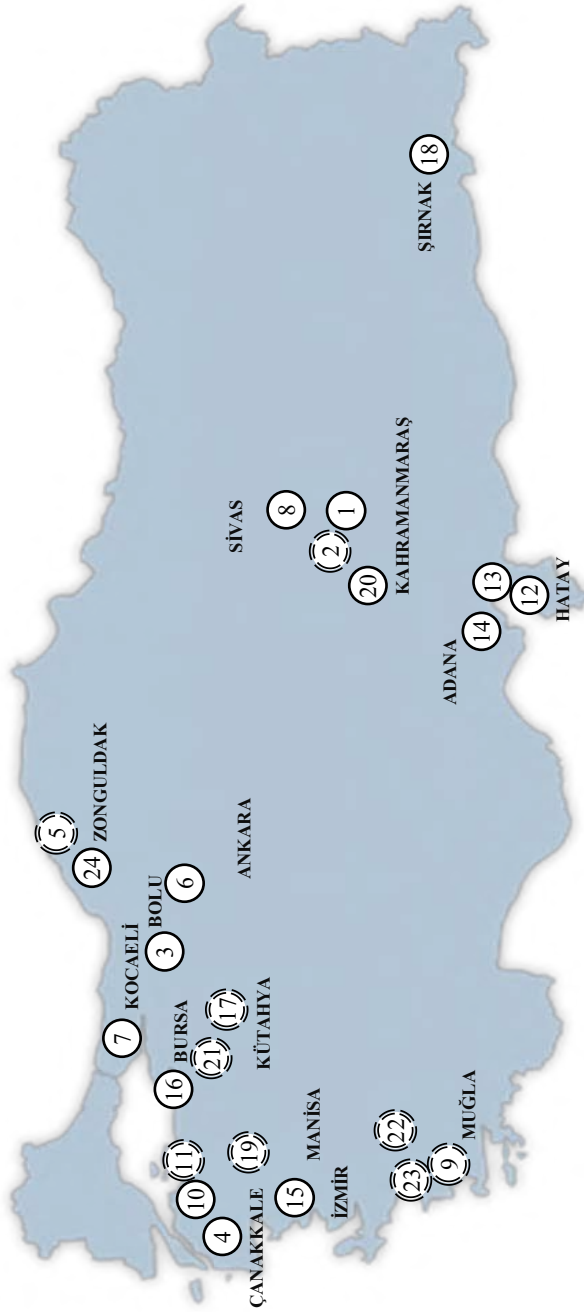 5
ZONGULDAK
24
7
KOCAELİ
BOLU
3
6
ANKARA
16
BURSA
21
17
KÜTAHYA
11
10
4
ÇANAKKALE
19
15
MANİSA
İZMİR
22
23
9
MUĞLA
SİVAS
8
2
1
20
KAHRAMANMARAŞ
ADANA
14
13
12
HATAY
ŞIRNAK
18